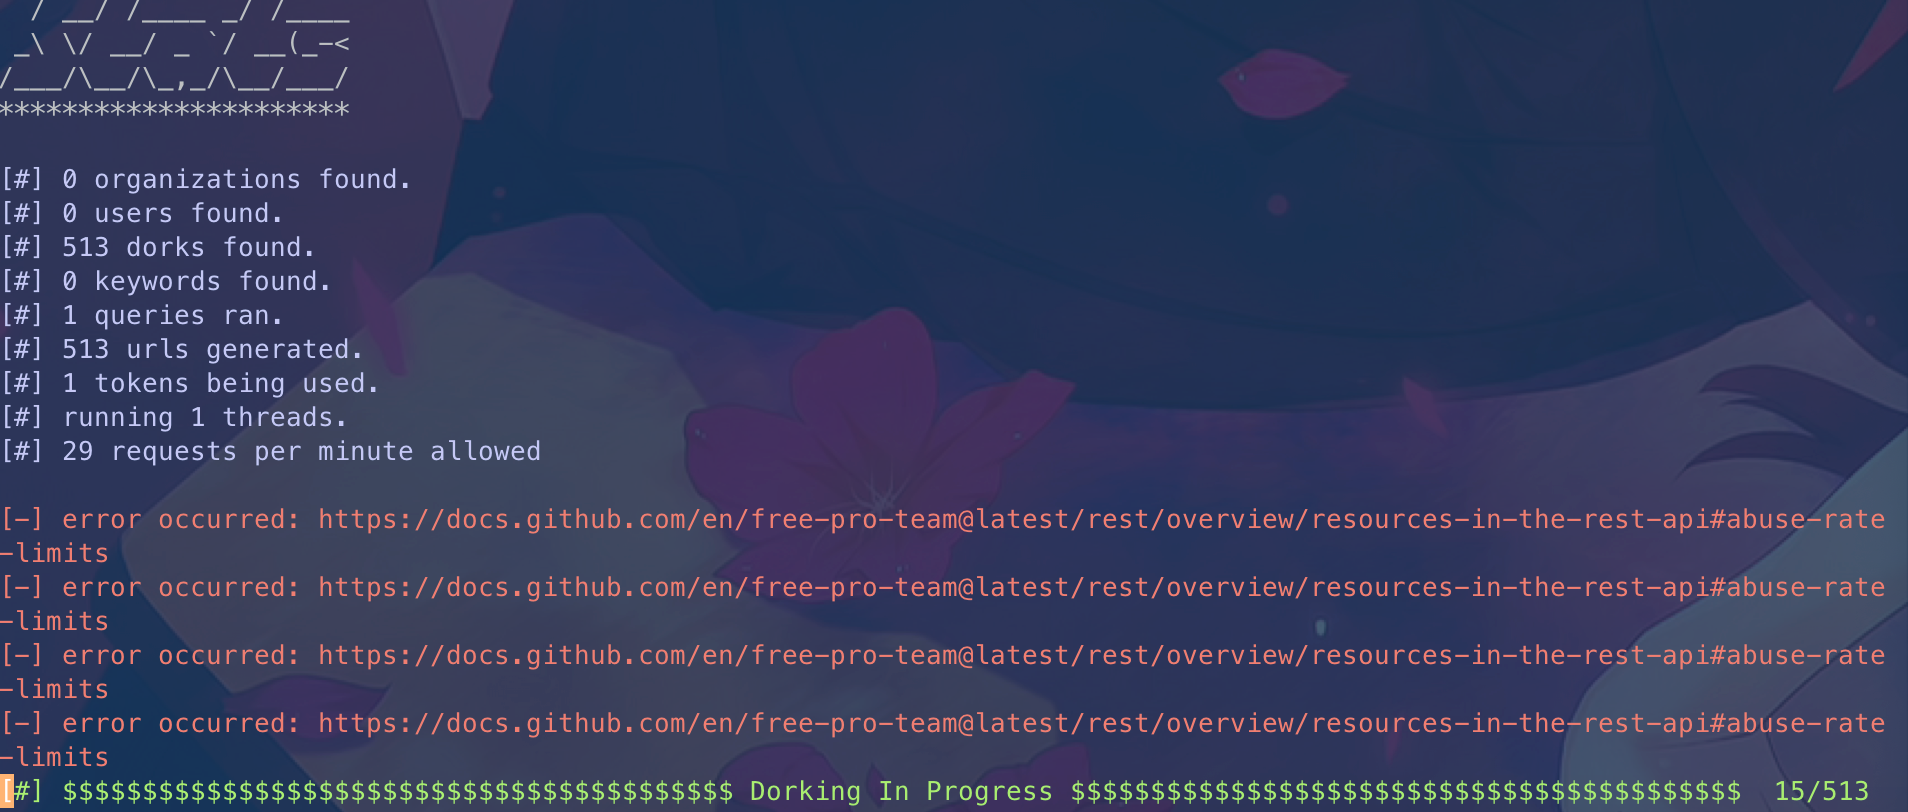 / __/ /____ _/ /____
_\ \/ __/ _ `/ __(_-<
/___/\__/\_,_/\__/___/
**********************
[#] 0 organizations found.
[#] 0 users found.
[#] 513 dorks found.
[#] 0 keywords found.
[#] 1 queries ran.
[#] 513 urls generated.
[#] 1 tokens being used.
[#] running 1 threads.
[#] 29 requests per minute allowed
[-] error occurred: https://docs.github.com/en/free-pro-team@latest/rest/overview/resources-in-the-rest-api#abuse-rate
-limits
[-] error occurred: https://docs.github.com/en/free-pro-team@latest/rest/overview/resources-in-the-rest-api#abuse-rate
-limits
[-] error occurred: https://docs.github.com/en/free-pro-team@latest/rest/overview/resources-in-the-rest-api#abuse-rate
-limits
[-] error occurred: https://docs.github.com/en/free-pro-team@latest/rest/overview/resources-in-the-rest-api#abuse-rate
-limits
[#] $$$$$$$$$$$$$$$$$$$$$$$$$$$$$$$$$$$$$$$$$$ Dorking In Progress $$$$$$$$$$$$$$$$$$$$$$$$$$$$$$$$$$$$$$$$$$  15/513